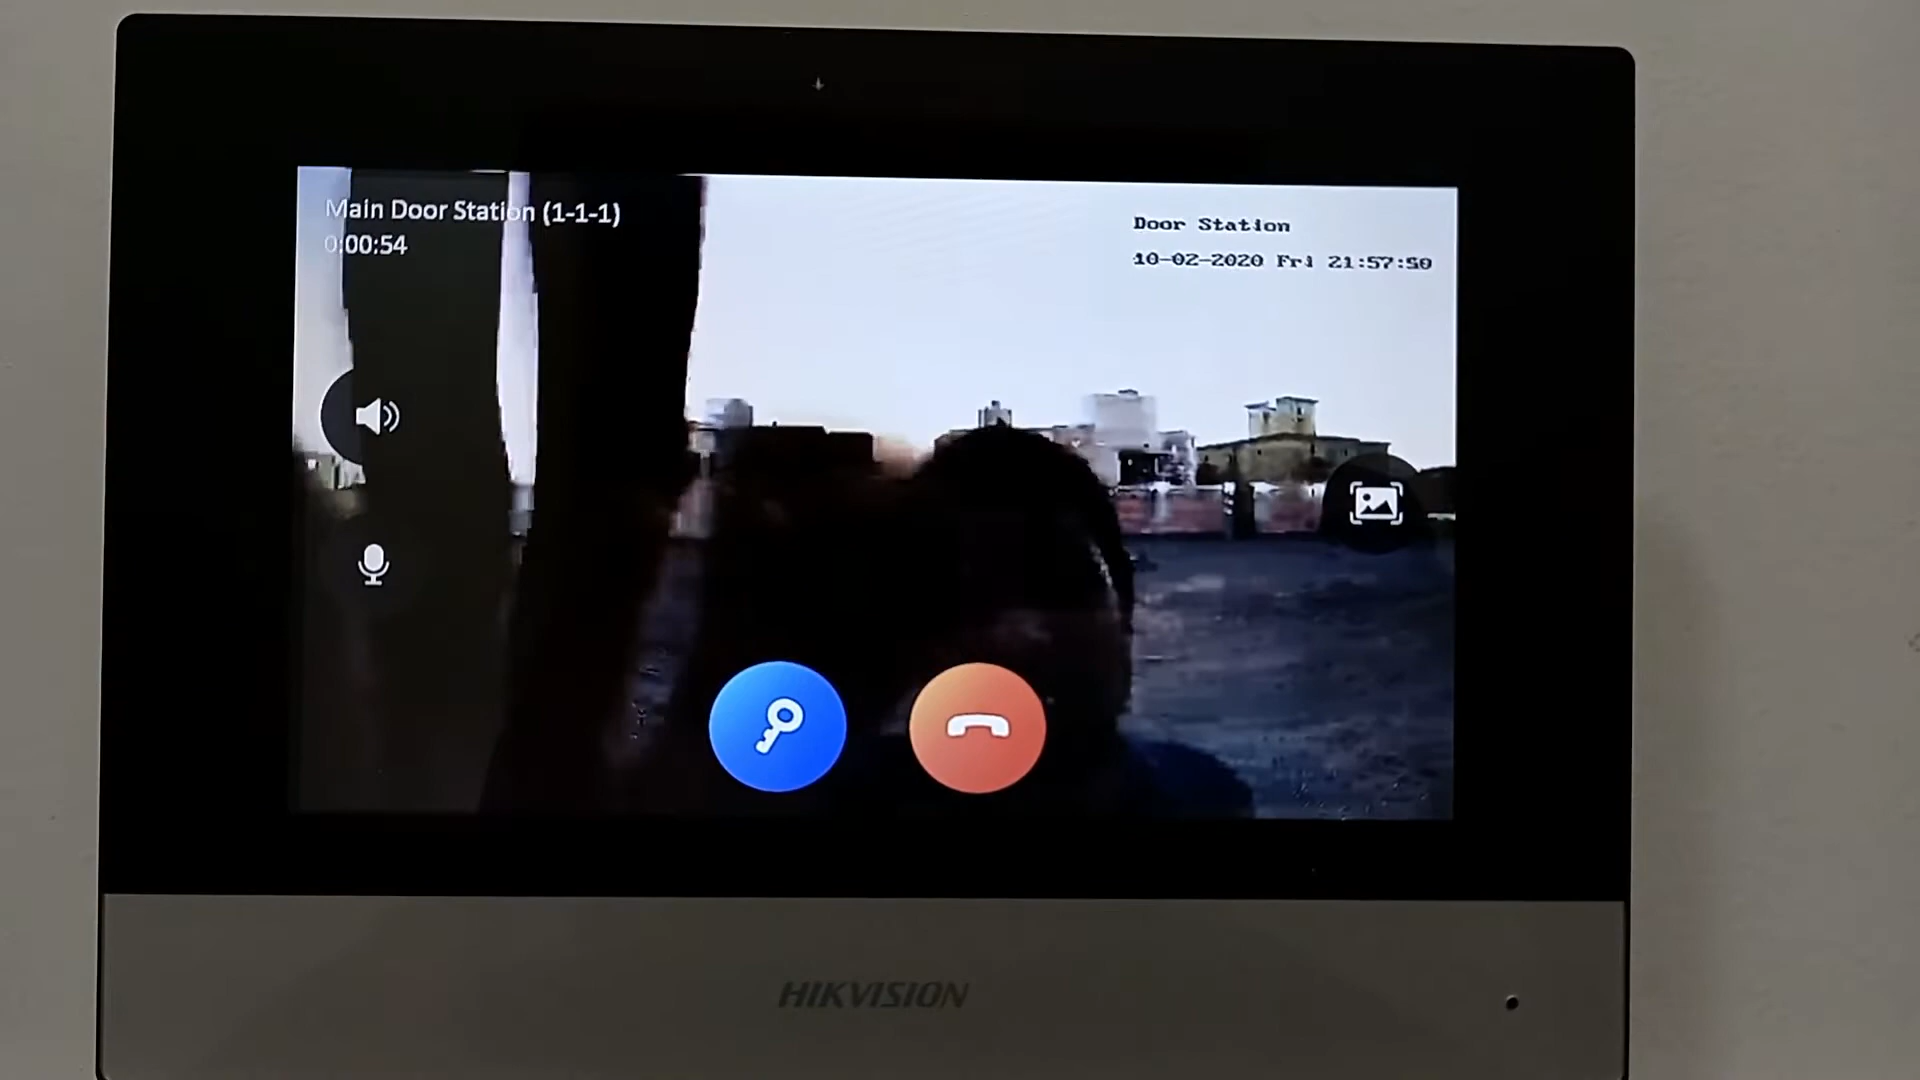 Main Door Station (1-1-1)
0:00:54
Door Station
10-02-2020 Fri 21:57:50
HIKVISION